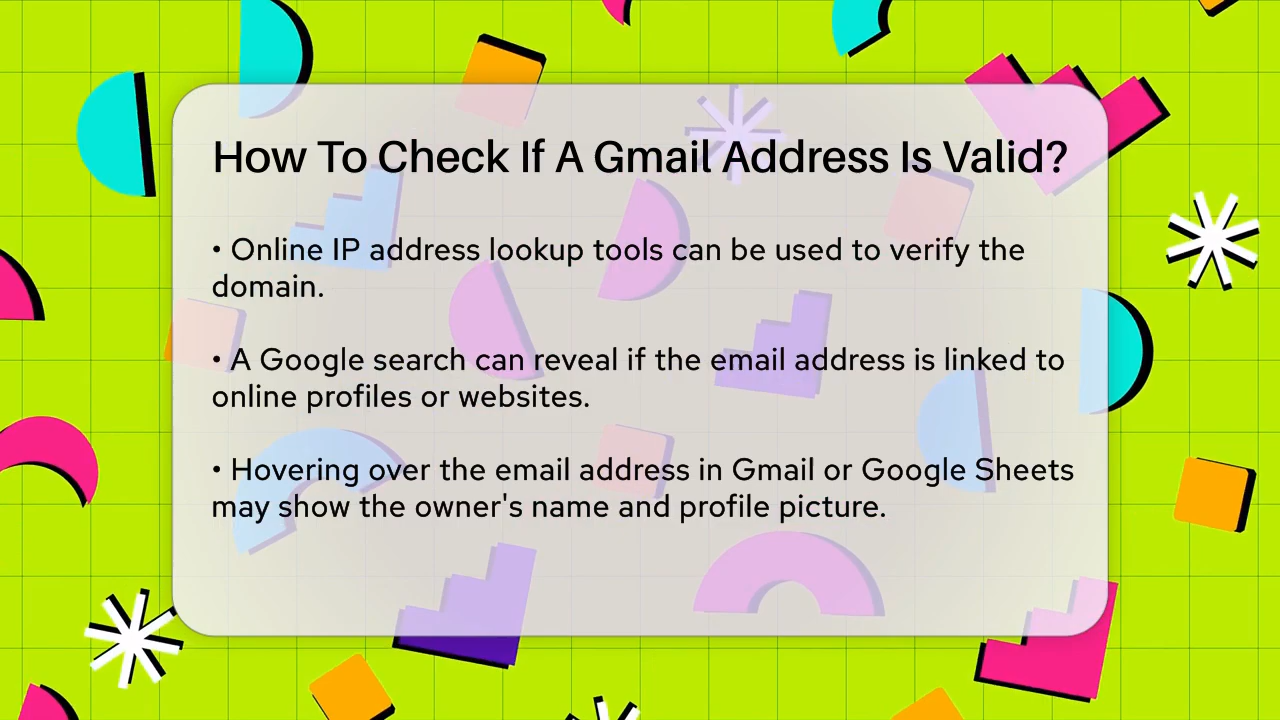 How To Check If A Gmail Address Is Valid?
• Online IP address lookup tools can be used to verify the
domain.
• A Google search can reveal if the email address is linked to
online profiles or websites.
• Hovering over the email address in Gmail or Google Sheets
may show the owner's name and profile picture.